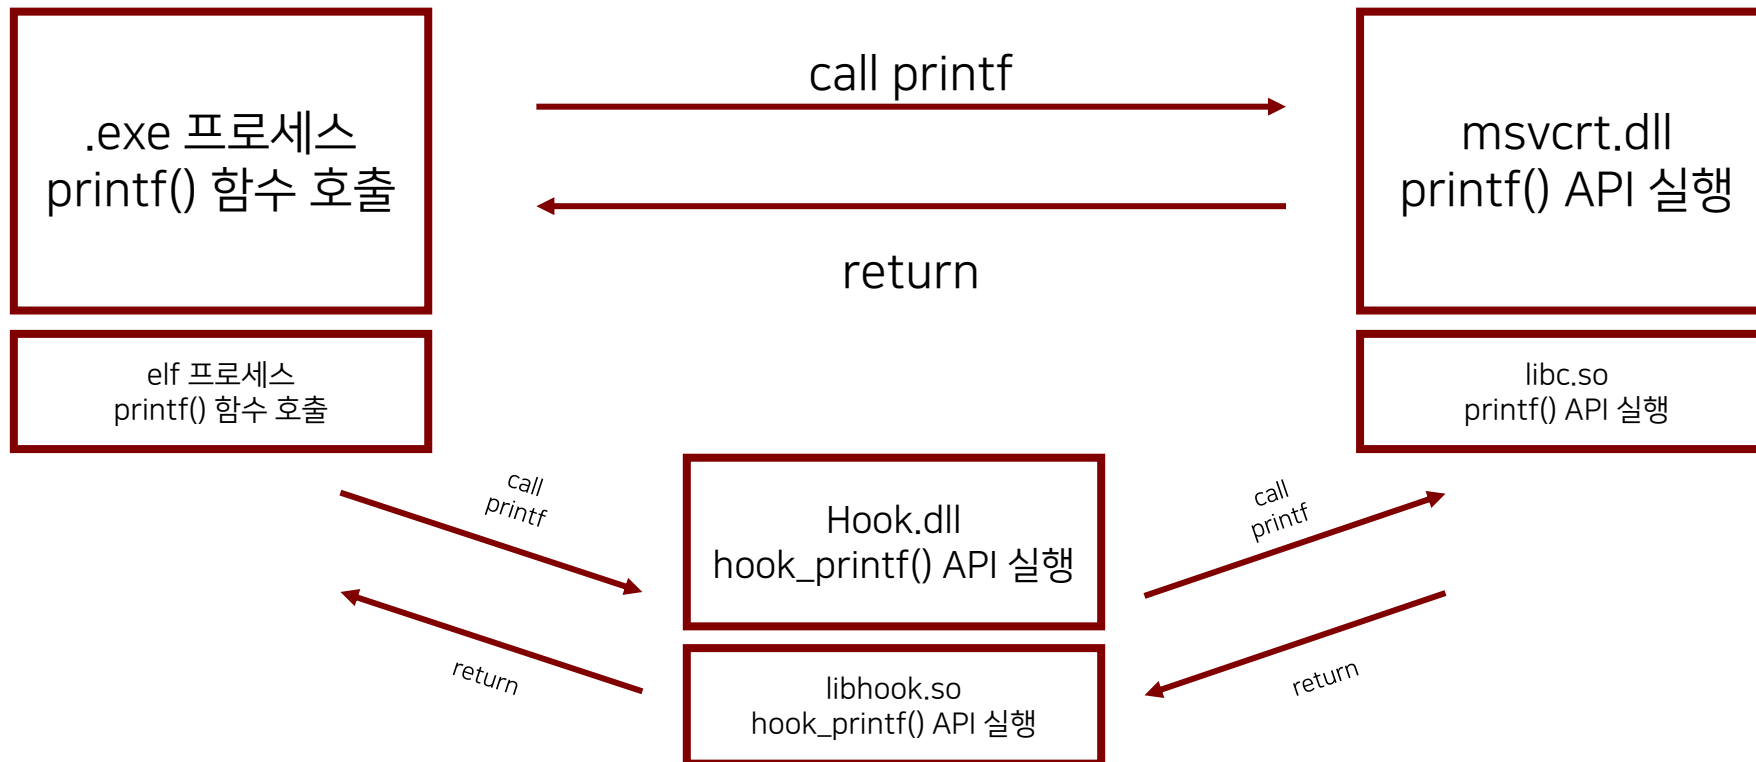 .exe 프로세스
printf() 함수 호출
call printf
return
msvcrt.dll
printf() API 실행
elf 프로세스
printf() 함수 호출
libc.so
printf() API 실행
call
printf
return
Hook.dll
hook_printf() API 실행
libhook.so
hook_printf() API 실행
call
printf
return